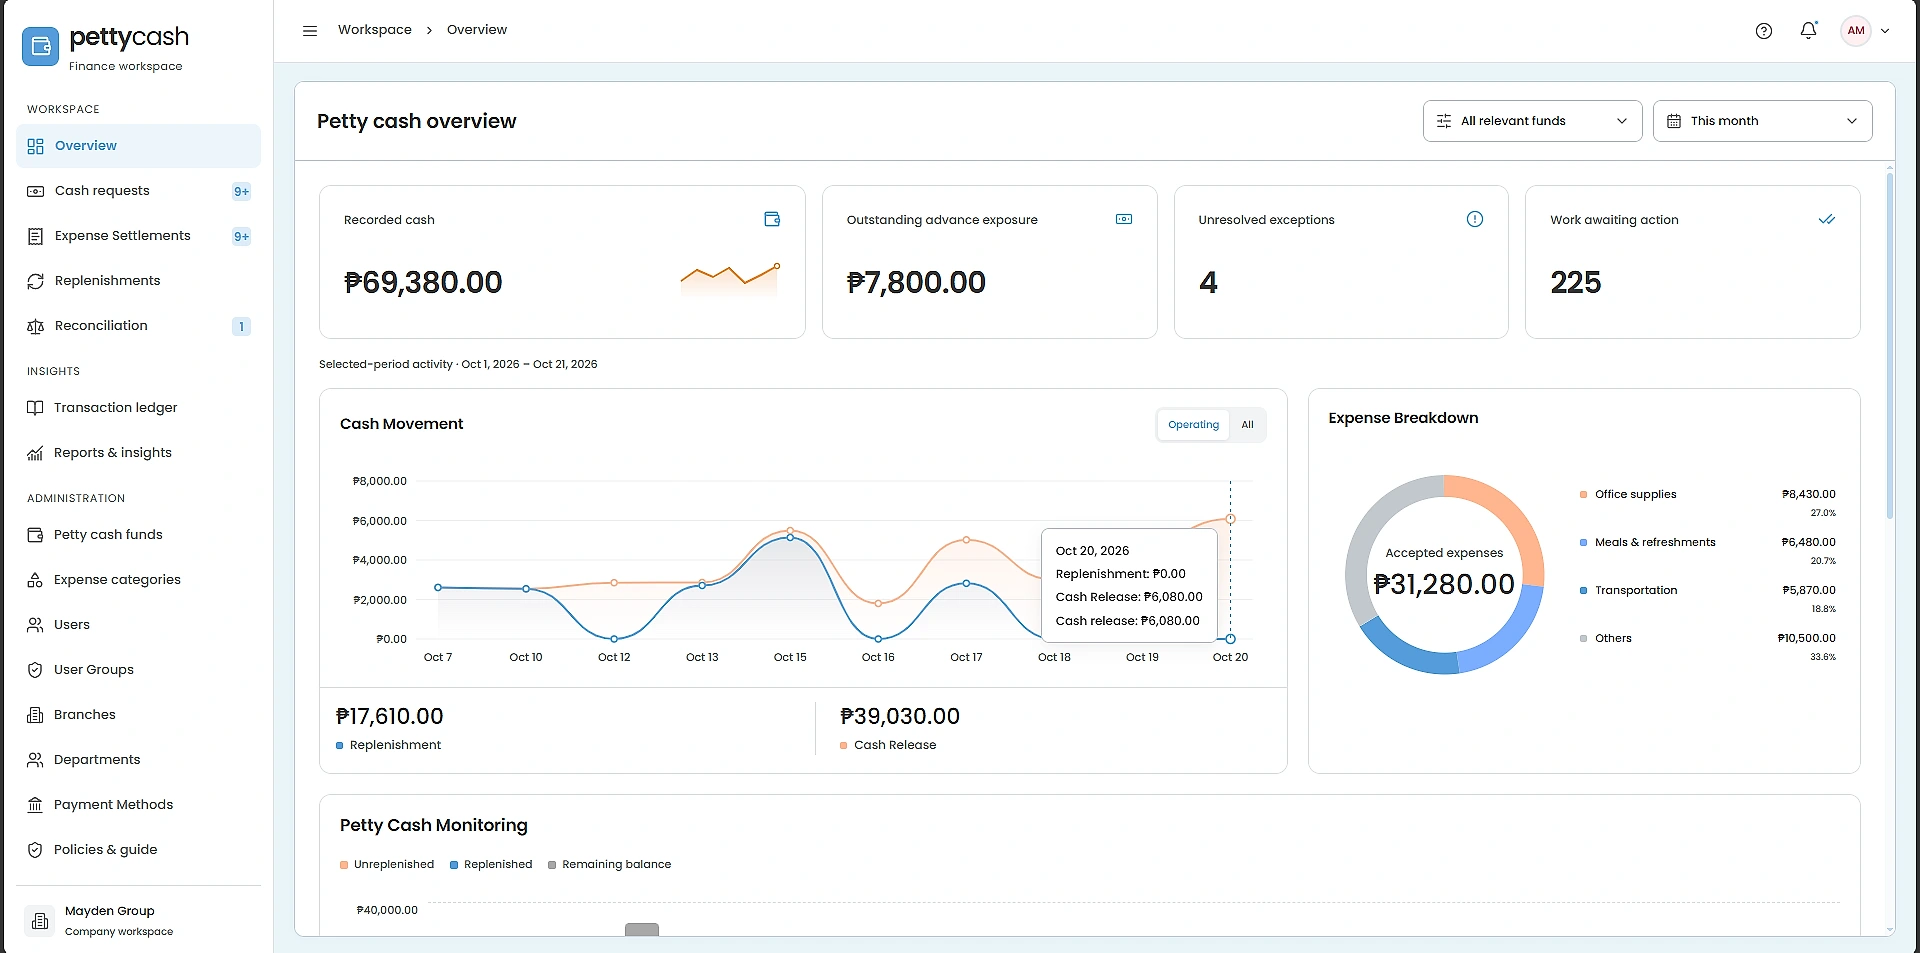 pettycash
Finance workspace
WORKSPACE
Overview
Cash requests 9+
Expense Settlements 9+
Replenishments
Reconciliation 1
INSIGHTS
Transaction ledger
Reports & insights
ADMINISTRATION
Petty cash funds
Expense categories
Users
User Groups
Branches
Departments
Payment Methods
Policies & guide
Mayden Group
Company workspace
Workspace > Overview
AM
Petty cash overview
All relevant funds
This month
Recorded cash
₱69,380.00
Outstanding advance exposure
₱7,800.00
Unresolved exceptions
4
Work awaiting action
225
Selected-period activity · Oct 1, 2026 – Oct 21, 2026
Cash Movement
Operating All
₱8,000.00
₱6,000.00
₱4,000.00
₱2,000.00
₱0.00
Oct 7 Oct 10 Oct 12 Oct 13 Oct 15 Oct 16 Oct 17 Oct 18 Oct 19 Oct 20
Oct 20, 2026
Replenishment: ₱0.00
Cash Release: ₱6,080.00
Cash release: ₱6,080.00
₱17,610.00
Replenishment
₱39,030.00
Cash Release
Expense Breakdown
Accepted expenses
₱31,280.00
Office supplies ₱8,430.00
27.0%
Meals & refreshments ₱6,480.00
20.7%
Transportation ₱5,870.00
18.8%
Others ₱10,500.00
33.6%
Petty Cash Monitoring
Unreplenished Replenished Remaining balance
₱40,000.00